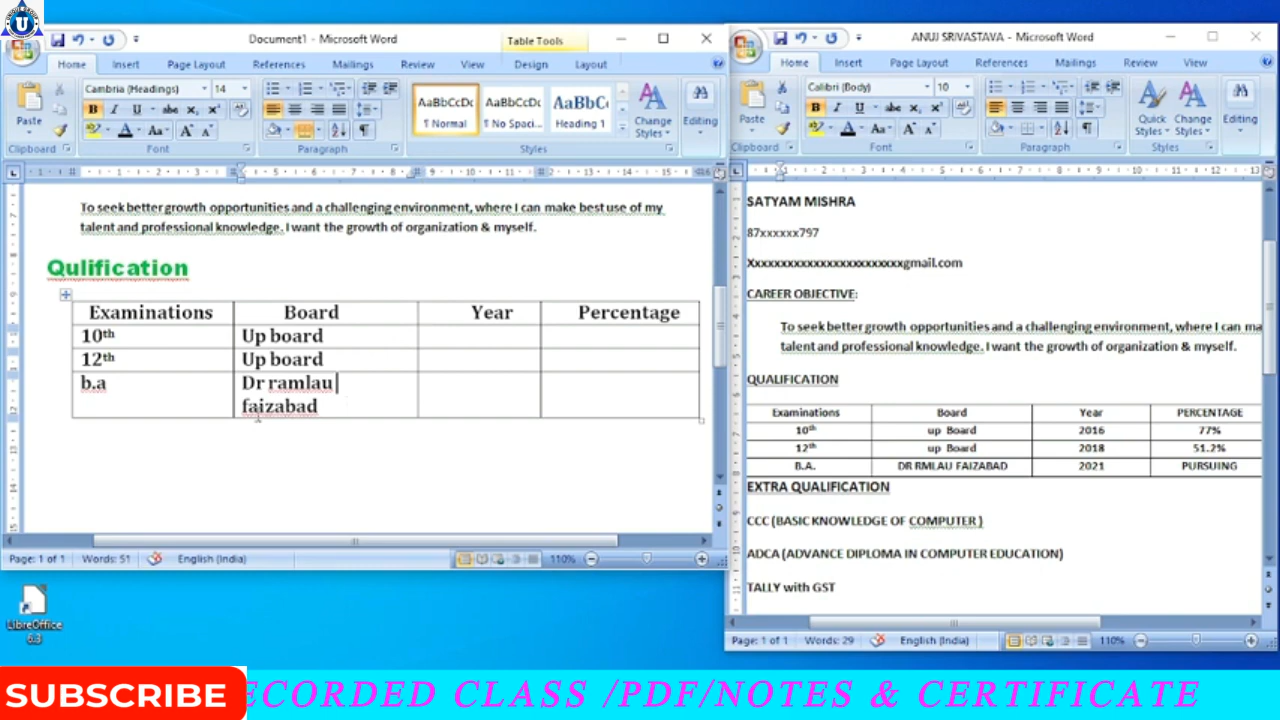 Document1 - Microsoft Word
Table Tools
Home Insert Page Layout References Mailings Review View Design Layout
Paste
Cambria (Headings) 14
AaBbCcDc AaBbCcDc AaBbCc
¶ Normal ¶ No Spaci... Heading 1
Change Styles
Editing
Clipboard Font Paragraph Styles
To seek better growth opportunities and a challenging environment, where I can make best use of my
talent and professional knowledge. I want the growth of organization & myself.
Qulification
Examinations Board Year Percentage
10th Up board
12th Up board
b.a Dr ramlau
faizabad
Page: 1 of 1 Words: 51 English (India) 110%
LibreOffice
6.3
ANUJ SRIVASTAVA - Microsoft Word
Home Insert Page Layout References Mailings Review View
Paste
Calibri (Body) 10
Quick Styles
Change Styles
Editing
Clipboard Font Paragraph Styles
SATYAM MISHRA
87xxxxxx797
CAREER OBJECTIVE:
To seek better growth opportunities and a challenging environment, where I can ma
talent and professional knowledge. I want the growth of organization & myself.
QUALIFICATION
Examinations Board Year PERCENTAGE
10th up Board 2016 77%
12th up Board 2018 51.2%
B.A. DR RMLAU FAIZABAD 2021 PURSUING
EXTRA QUALIFICATION
CCC (BASIC KNOWLEDGE OF COMPUTER )
ADCA (ADVANCE DIPLOMA IN COMPUTER EDUCATION)
TALLY with GST
Page: 1 of 1 Words: 29 English (India) 110%
SUBSCRIBE
ECORDED CLASS /PDF/NOTES & CERTIFICATE